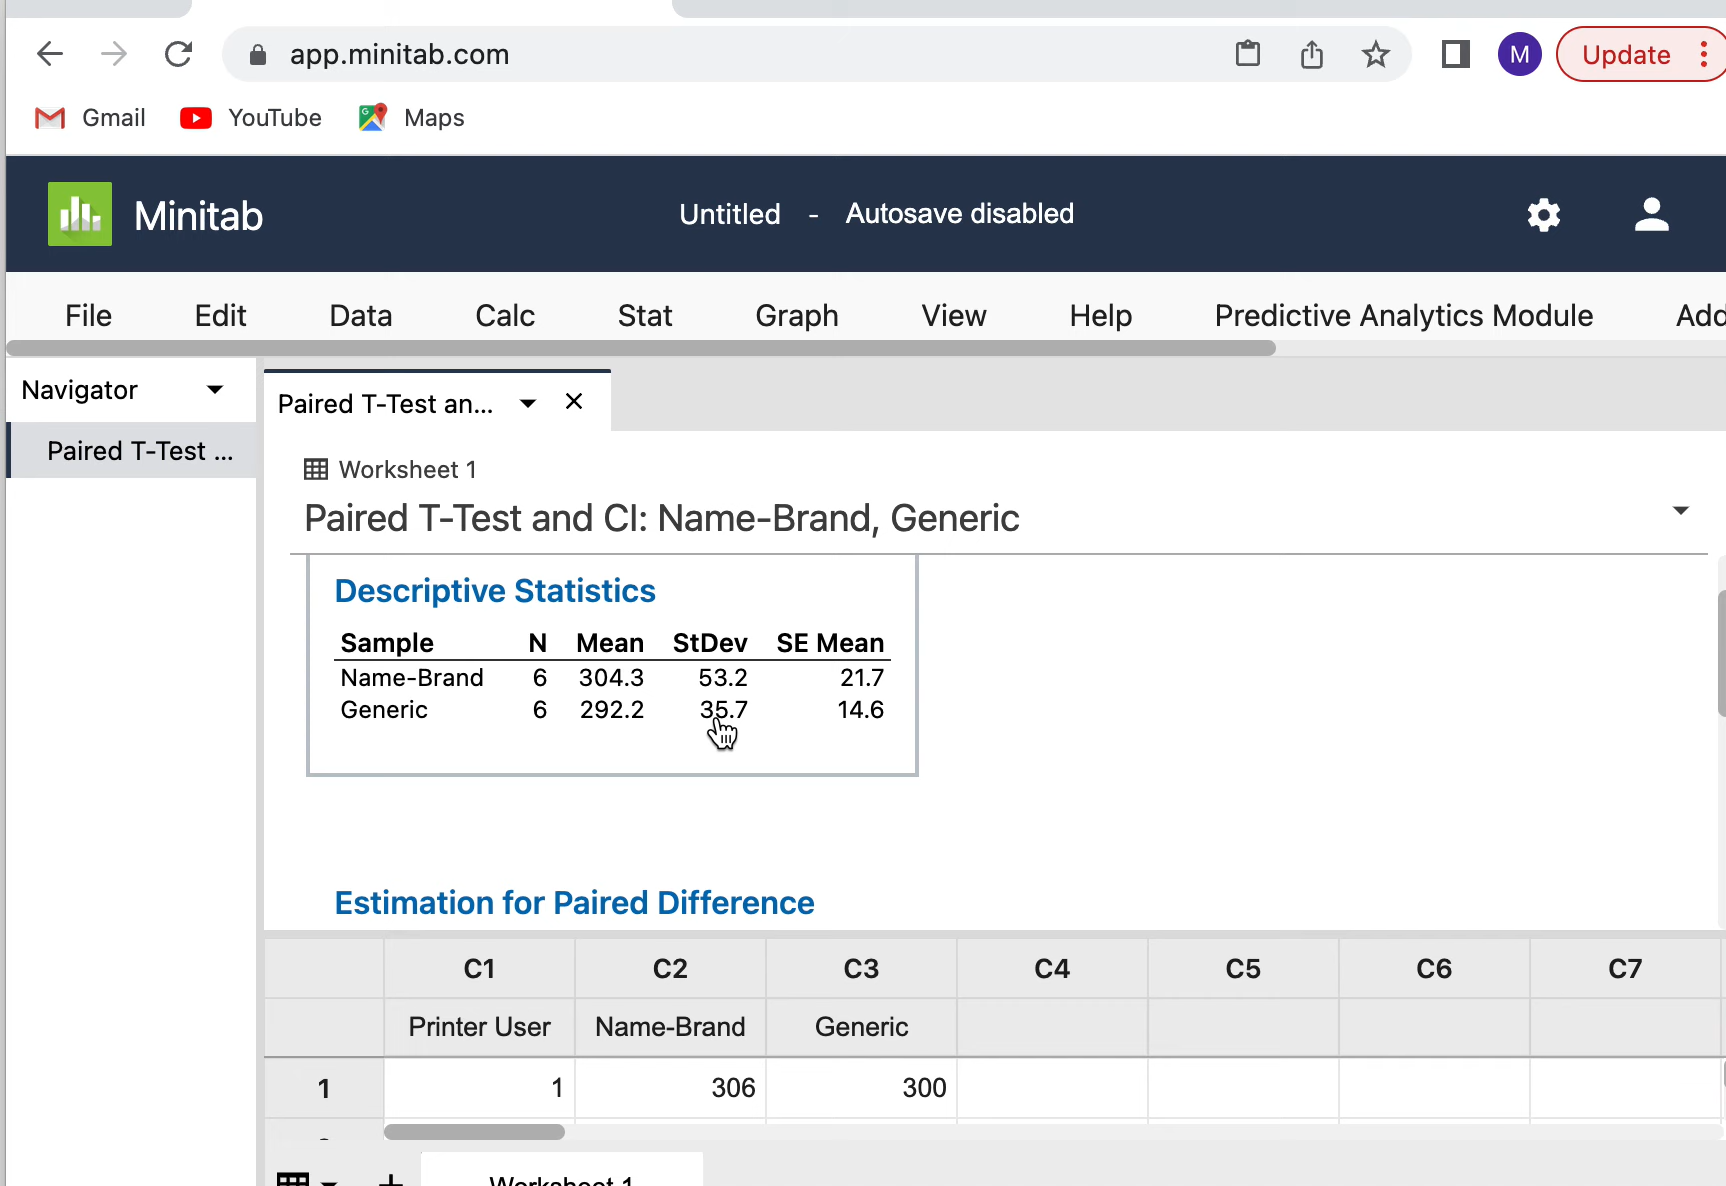 app.minitab.com
M
Update
Gmail
YouTube
Maps
Minitab
Untitled - Autosave disabled
File Edit Data Calc Stat Graph View Help Predictive Analytics Module Add
Navigator
Paired T-Test an...
Paired T-Test ...
Worksheet 1
Paired T-Test and CI: Name-Brand, Generic
Descriptive Statistics
Sample N Mean StDev SE Mean
Name-Brand 6 304.3 53.2 21.7
Generic 6 292.2 35.7 14.6
Estimation for Paired Difference
C1 C2 C3 C4 C5 C6 C7
Printer User Name-Brand Generic
1 1 306 300
Worksheet 1